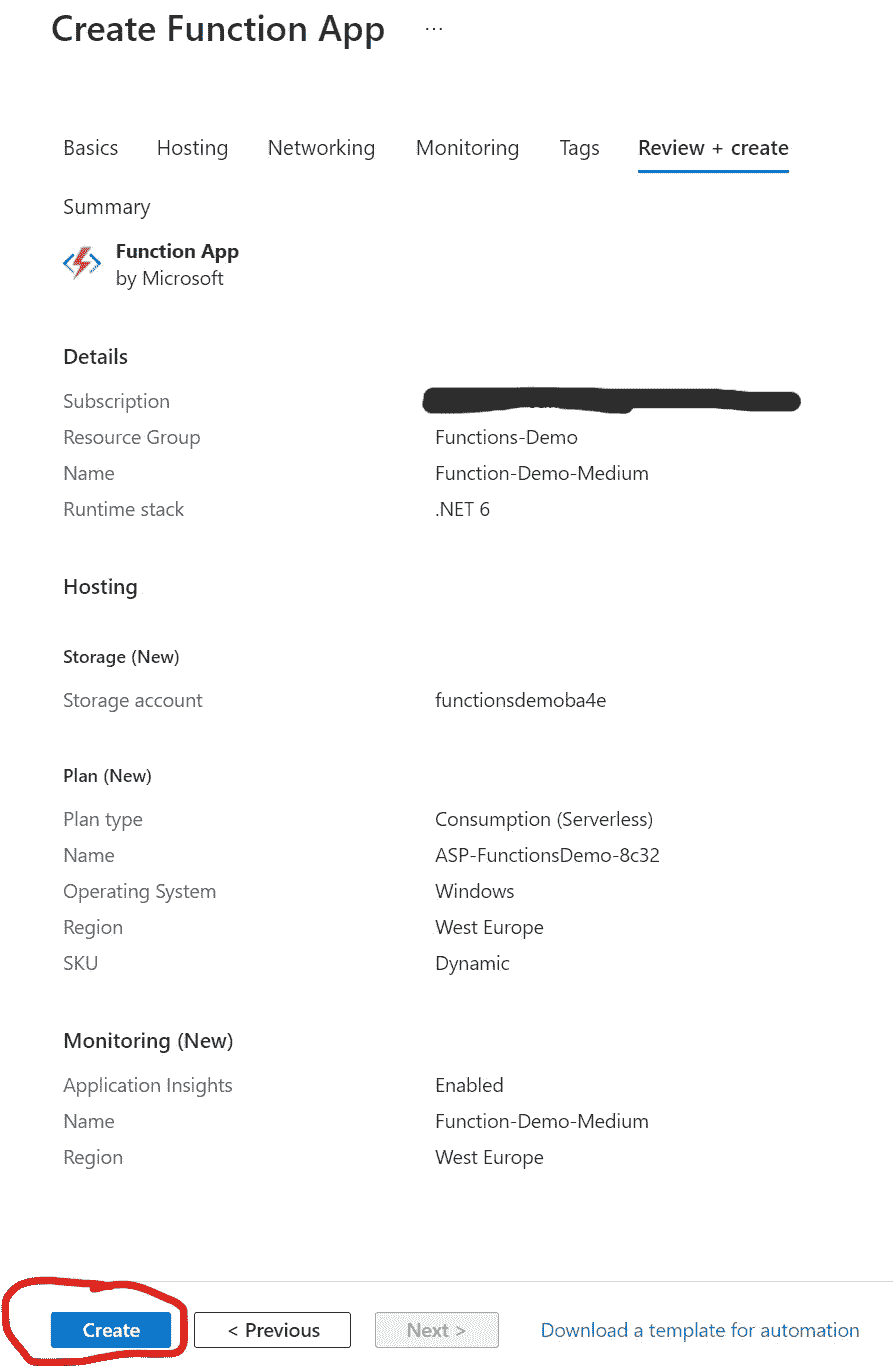 Create Function App ...
Basics Hosting Networking Monitoring Tags Review + create
Summary
Function App
by Microsoft
Details
Subscription
Resource Group Functions-Demo
Name Function-Demo-Medium
Runtime stack .NET 6
Hosting
Storage (New)
Storage account functionsdemoba4e
Plan (New)
Plan type Consumption (Serverless)
Name ASP-FunctionsDemo-8c32
Operating System Windows
Region West Europe
SKU Dynamic
Monitoring (New)
Application Insights Enabled
Name Function-Demo-Medium
Region West Europe
Create < Previous Next > Download a template for automation